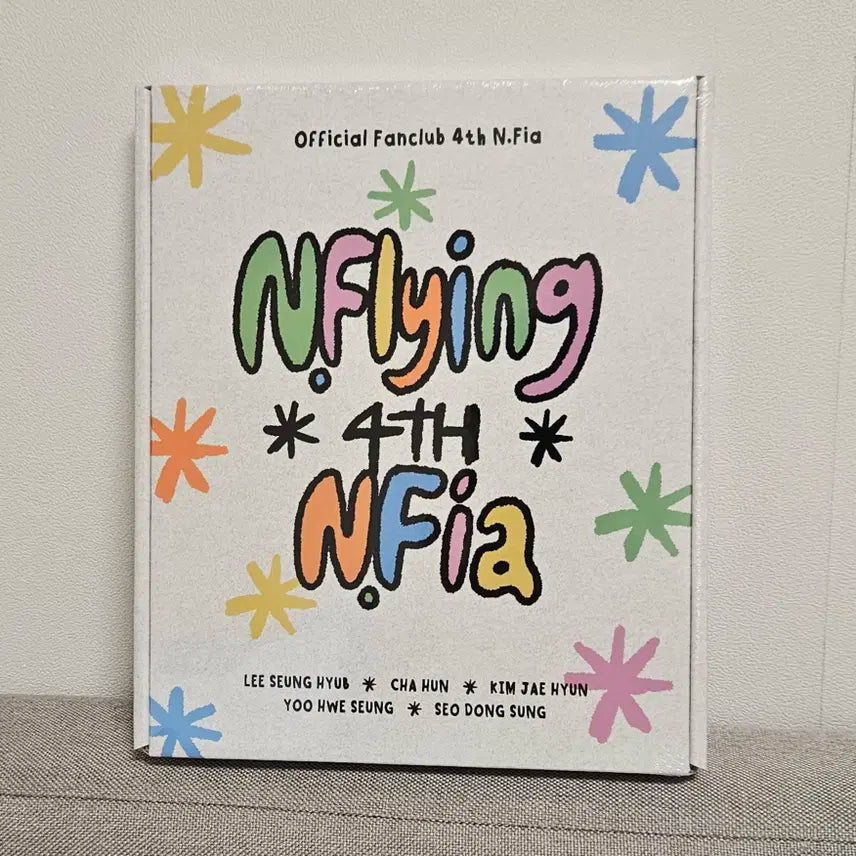 Official Fanclub 4th N.Fia
N.Flying
* 4TH *
N.Fia
LEE SEUNG HYUB * CHA HUN * KIM JAE HYUN
YOO HWE SEUNG * SEO DONG SUNG